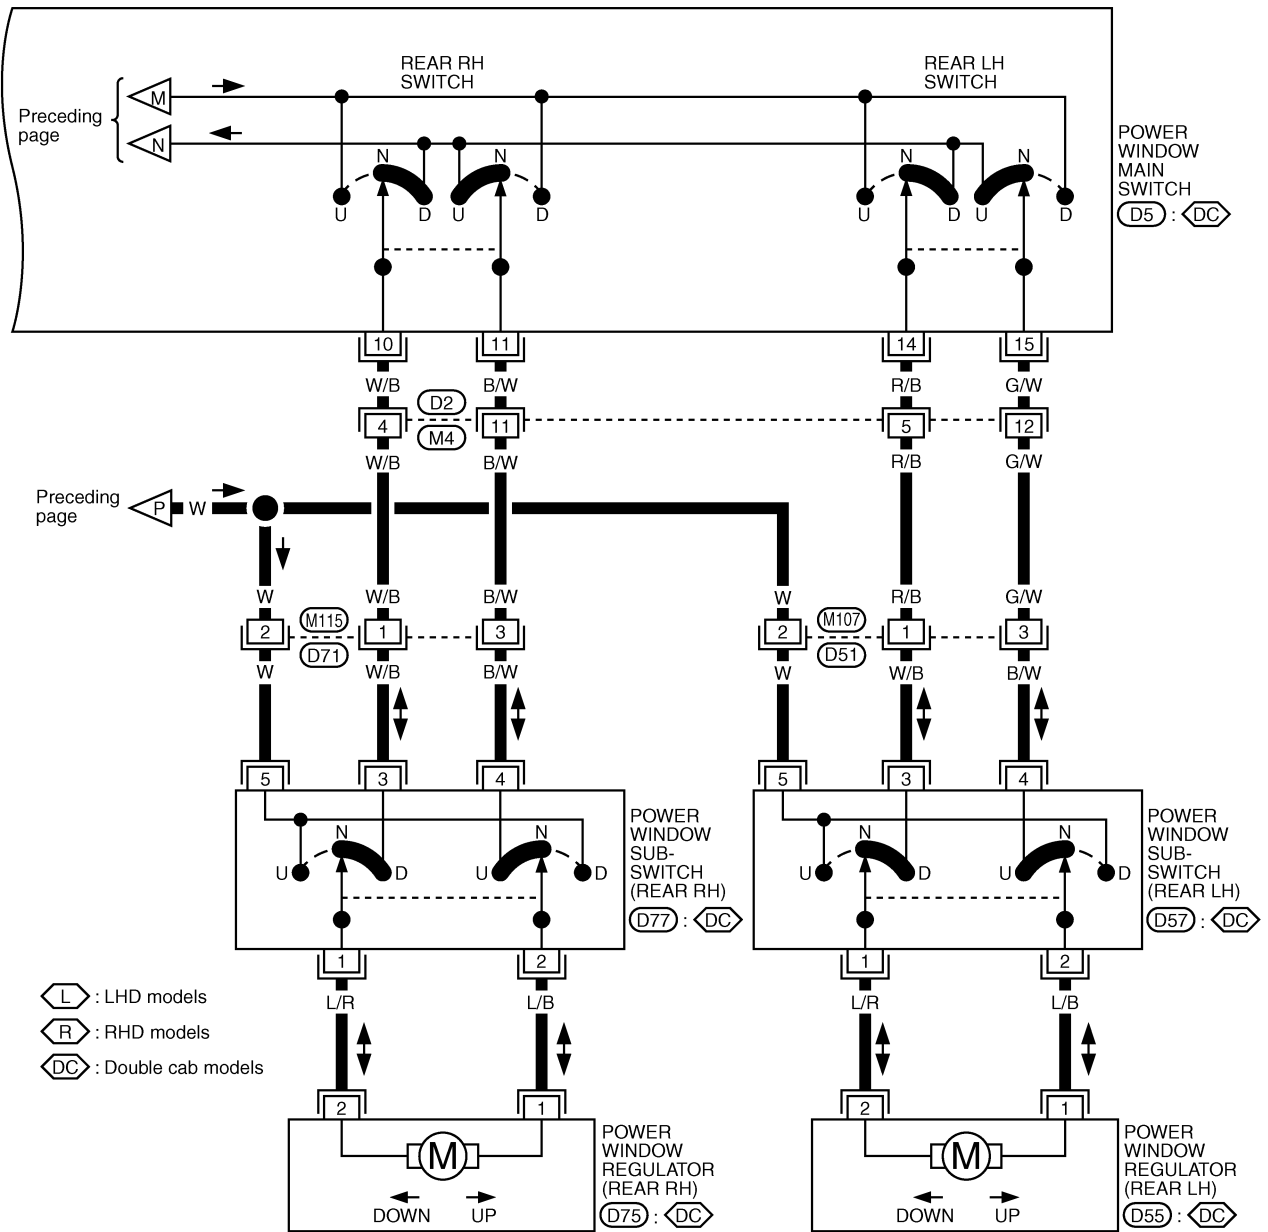 REAR RH
SWITCH
REAR LH
SWITCH
Preceding
page
M
N
N
N
N
N
U
D
U
D
U
D
U
D
POWER
WINDOW
MAIN
SWITCH
D5 : DC
10
11
14
15
W/B
B/W
R/B
G/W
D2
M4
4
11
5
12
W/B
B/W
R/B
G/W
Preceding
page
P
W
W
W/B
B/W
W
R/B
G/W
2
M115
D71
1
3
2
M107
D51
1
3
W
W/B
B/W
W
W/B
B/W
5
3
4
5
3
4
N
N
U
D
U
D
POWER
WINDOW
SUB-
SWITCH
(REAR RH)
D77 : DC
N
N
U
D
U
D
POWER
WINDOW
SUB-
SWITCH
(REAR LH)
D57 : DC
1
2
1
2
L/R
L/B
L/R
L/B
L : LHD models
R : RHD models
DC : Double cab models
2
1
2
1
M
DOWN
UP
POWER
WINDOW
REGULATOR
(REAR RH)
D75 : DC
M
DOWN
UP
POWER
WINDOW
REGULATOR
(REAR LH)
D55 : DC